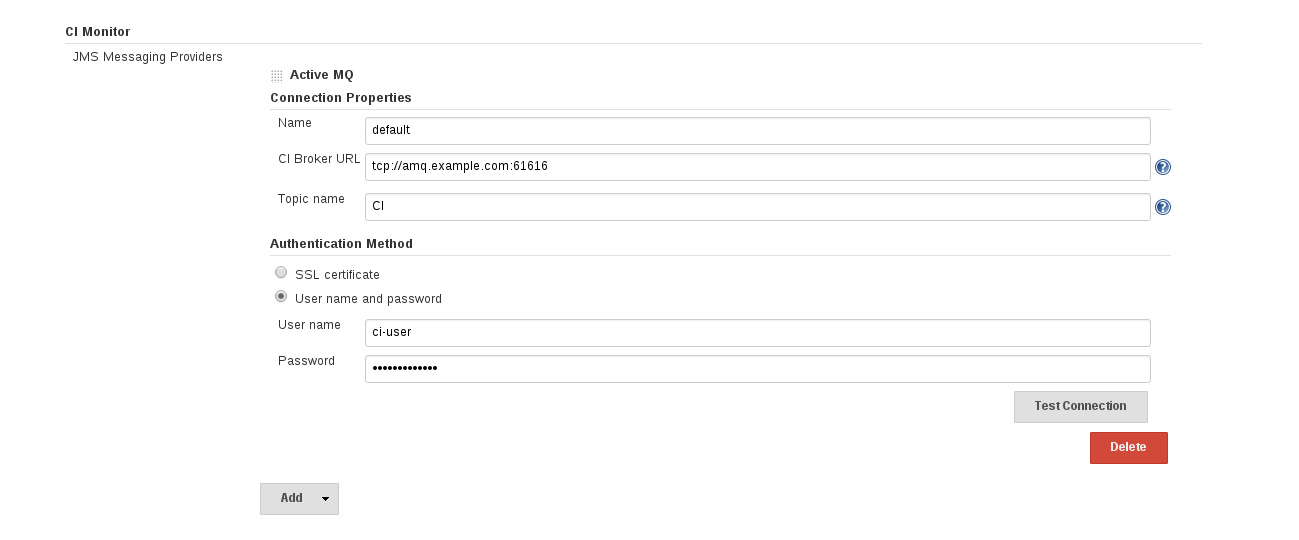 CI Monitor
JMS Messaging Providers
Active MQ
Connection Properties
Name
default
CI Broker URL
tcp://amq.example.com:61616
?
Topic name
CI
?
Authentication Method
SSL certificate
User name and password
User name
ci-user
Password
•••••••••••••
Test Connection
Delete
Add